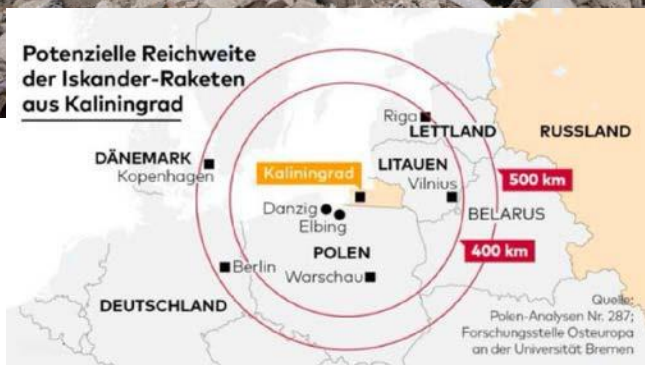 Potenzielle Reichweite
der Iskander-Raketen
aus Kaliningrad
Riga
LETTLAND
RUSSLAND
DÄNEMARK
Kopenhagen
Kaliningrad
LITAUEN
Vilnius
500 km
Danzig
Elbing
BELARUS
POLEN
400 km
Berlin
Warschau
DEUTSCHLAND
Quelle:
Polen-Analysen Nr. 287;
Forschungsstelle Osteuropa
an der Universität Bremen